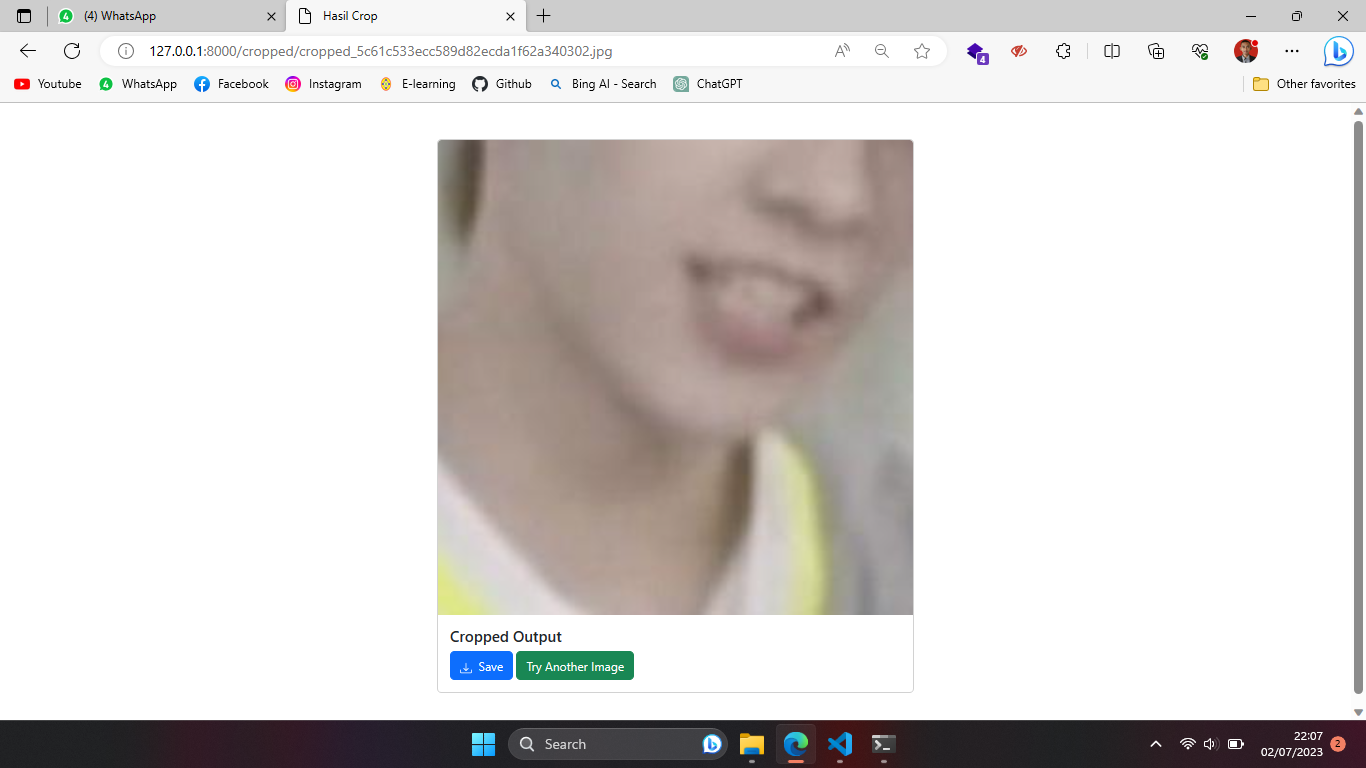 (4) WhatsApp
Hasil Crop
127.0.0.1:8000/cropped/cropped_5c61c533ecc589d82ecda1f62a340302.jpg
4
Youtube
WhatsApp
Facebook
Instagram
E-learning
Github
Bing AI - Search
ChatGPT
Other favorites
Cropped Output
Save
Try Another Image
Search
22:07
02/07/2023
2